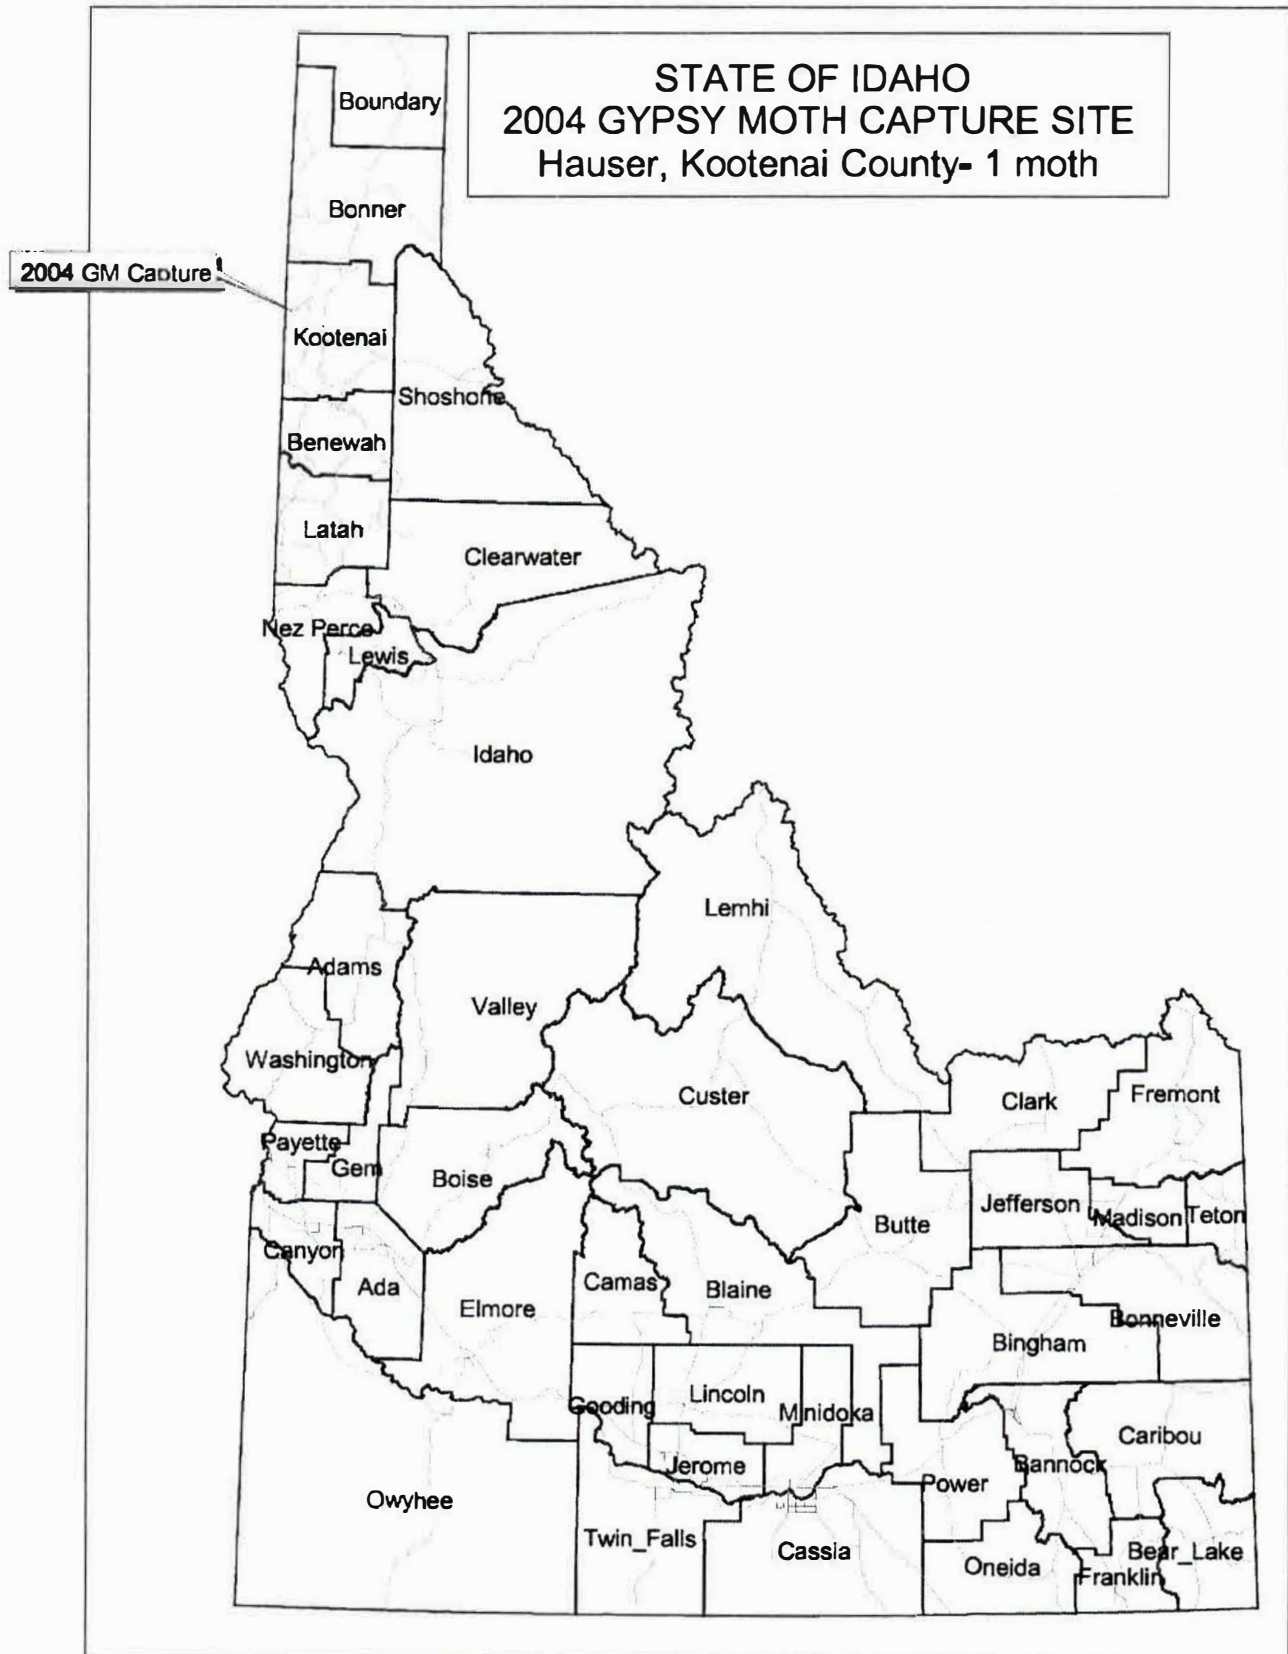 STATE OF IDAHO
2004 GYPSY MOTH CAPTURE SITE
Hauser, Kootenai County- 1 moth
Boundary
Bonner
2004 GM Capture
Kootenai
Shoshone
Benewah
Latah
Clearwater
Nez Perce
Lewis
Idaho
Lemhi
Adams
Valley
Washington
Custer
Clark
Fremont
Payette
Gem
Boise
Butte
Jefferson
Madison
Teton
Canyon
Ada
Camas
Blaine
Elmore
Bonneville
Bingham
Lincoln
Gooding
Minidoka
Caribou
Jerome
Bannock
Power
Owyhee
Twin_Falls
Cassia
Oneida
Bear_Lake
Franklin